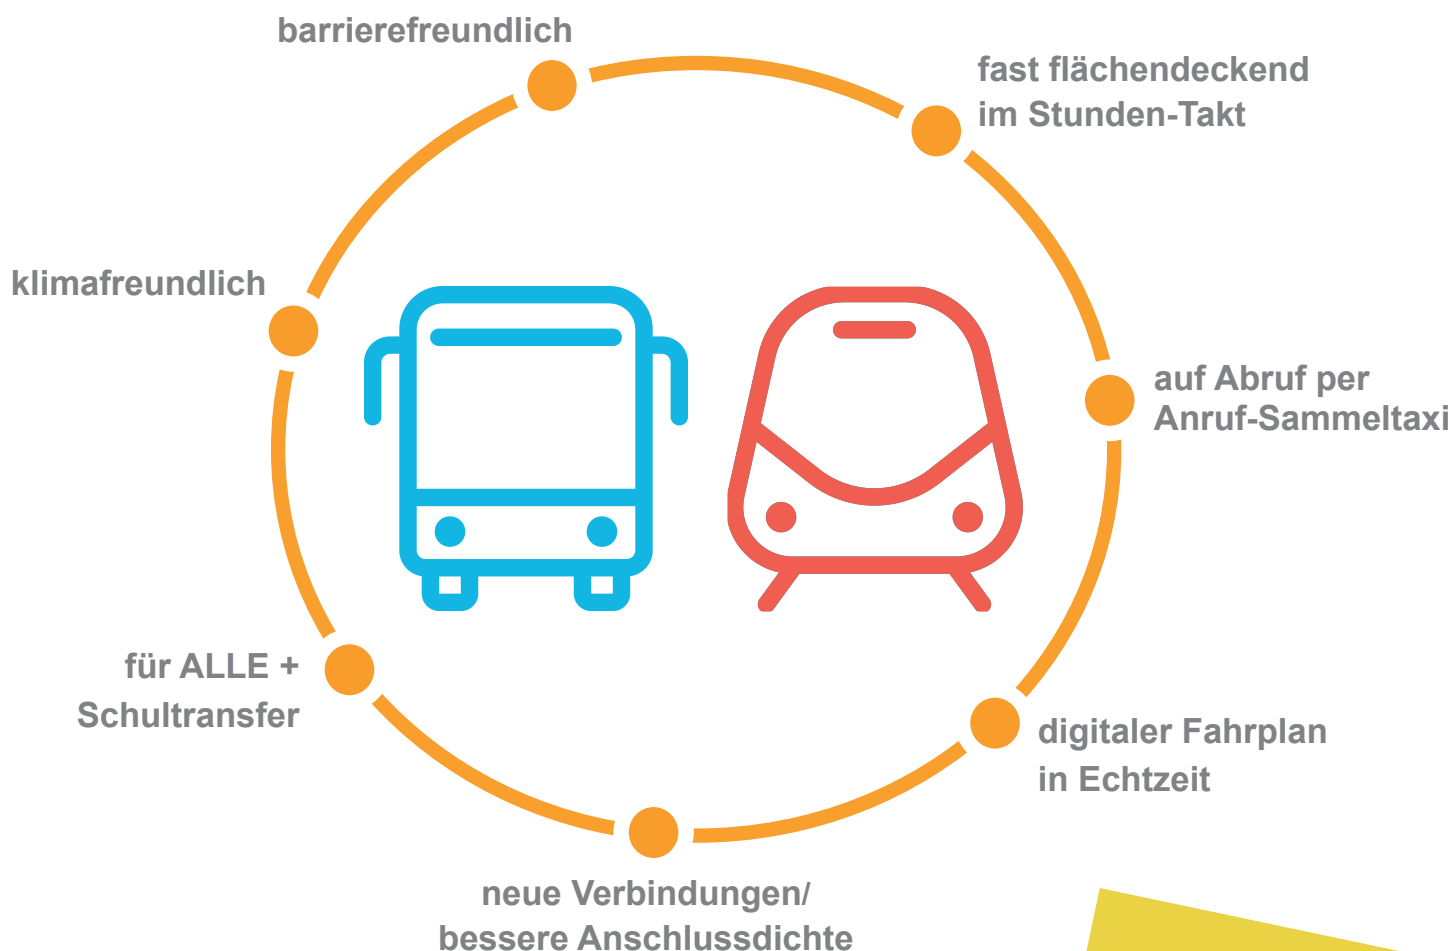 barrierefreundlich
fast flächendeckend
im Stunden-Takt
klimafreundlich
auf Abruf per
Anruf-Sammeltaxi
für ALLE +
Schultransfer
digitaler Fahrplan
in Echtzeit
neue Verbindungen/
bessere Anschlussdichte